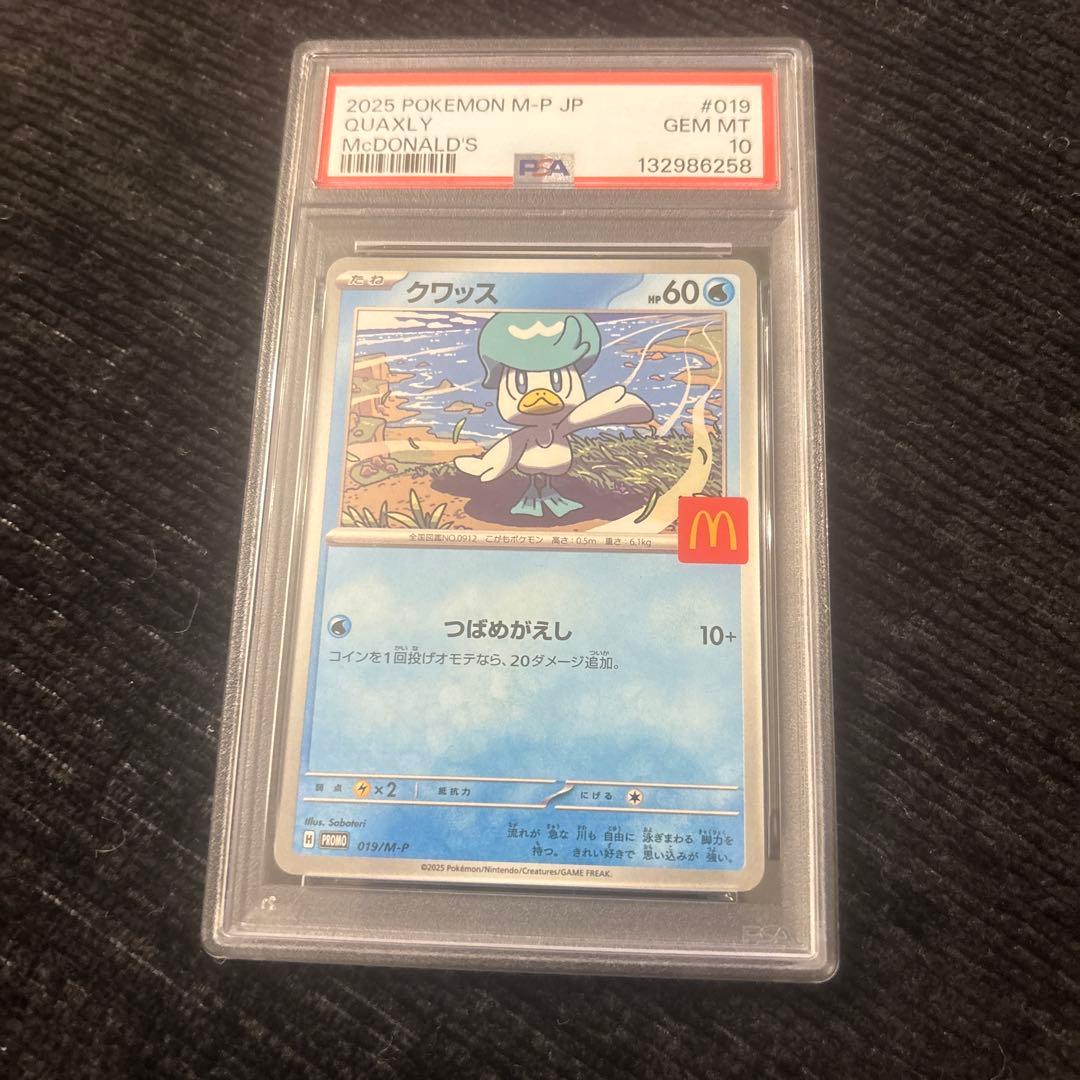 2025 POKEMON M-P JP #019
QUAXLY GEM MT
McDONALD'S 10
PSA 132986258
たね クワッス HP60
全国図鑑NO.0912 こがもポケモン 高さ:0.5m 重さ:6.1kg
M
つばめがえし 10+
コインを1回投げオモテなら、20ダメージ追加。
弱点 ×2 抵抗力 にげる
Illus. Saboteri
流れが 急な 川も 自由に 泳ぎまわる 脚力を
H PROMO 019/M-P 持つ。 きれい好きで 思い込みが 強い。
©2025 Pokémon/Nintendo/Creatures/GAME FREAK.
PSA